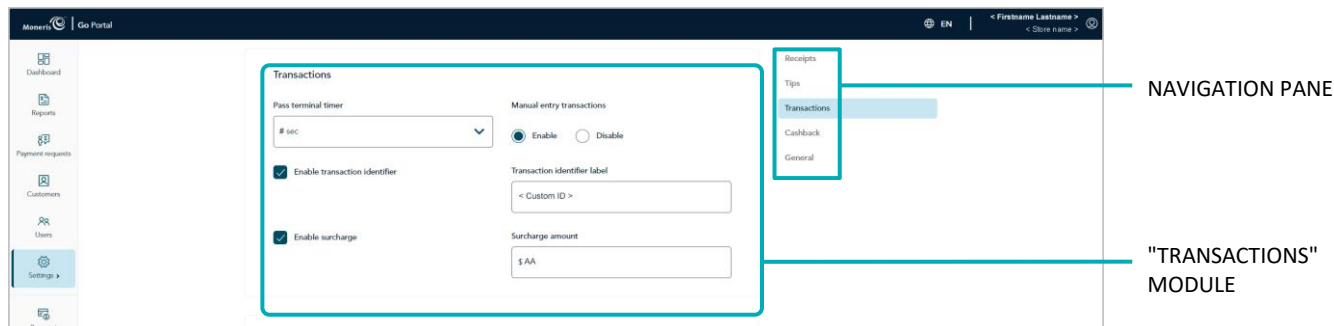 Moneris Go Portal
EN
< Firstname Lastname >
< Store name >
Dashboard
Reports
Payment requests
Customers
Users
Settings
Transactions
Pass terminal timer
# sec
Manual entry transactions
Enable
Disable
Enable transaction identifier
Transaction identifier label
< Custom ID >
Enable surcharge
Surcharge amount
$ AA
Receipts
Tips
Transactions
Cashback
General
NAVIGATION PANE
"TRANSACTIONS"
MODULE